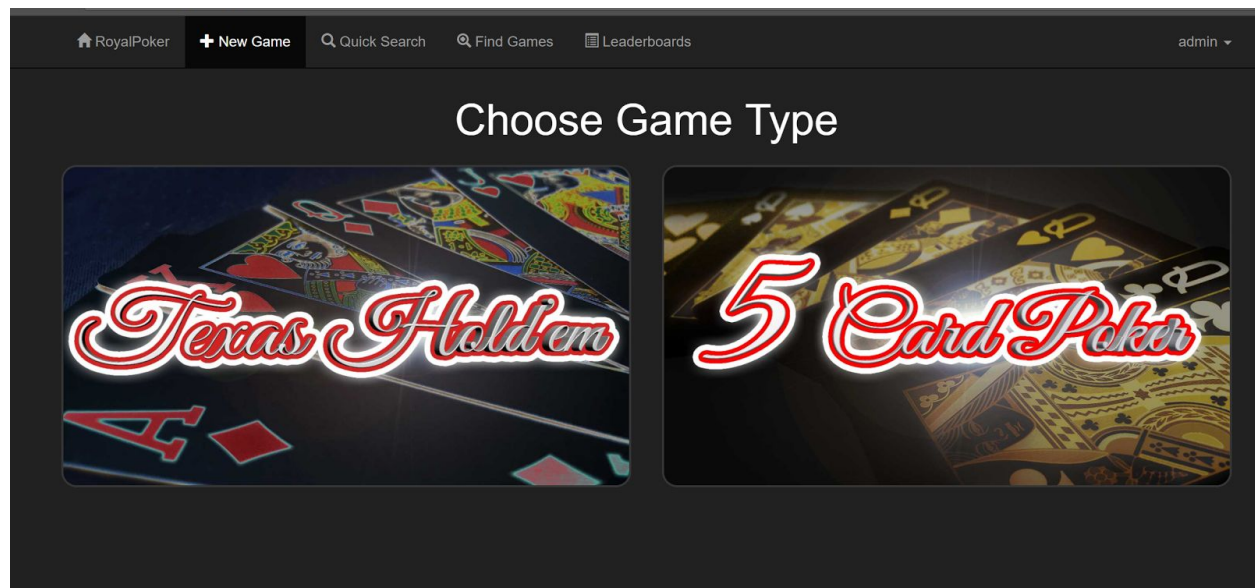 RoyalPoker New Game Quick Search Find Games Leaderboards admin
Choose Game Type
Texas Hold'em
5 Card Poker
A
Q
Q
Q
Q